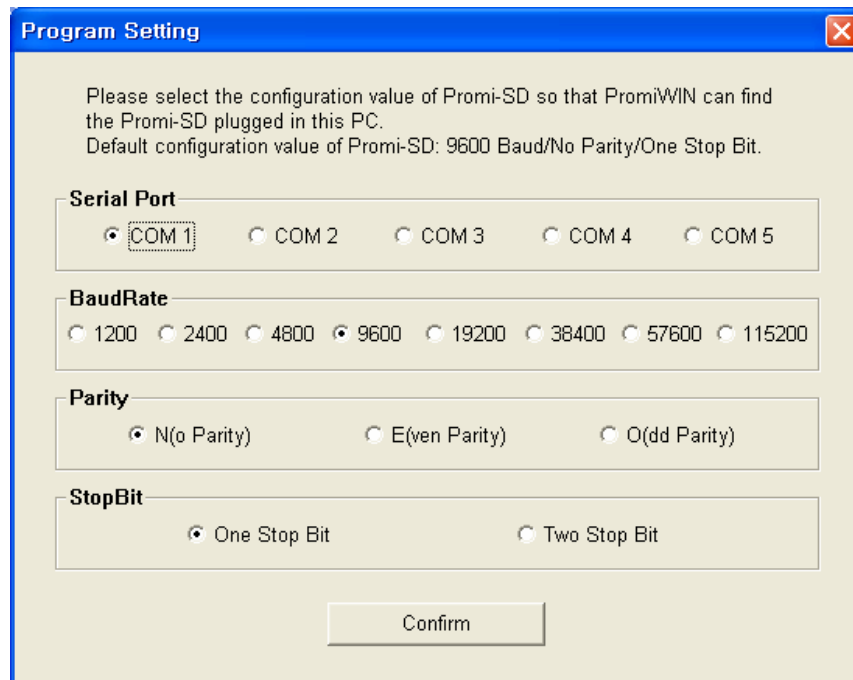 Program Setting
Please select the configuration value of Promi-SD so that PromiWIN can find
the Promi-SD plugged in this PC.
Default configuration value of Promi-SD: 9600 Baud/No Parity/One Stop Bit.
Serial Port
COM 1 COM 2 COM 3 COM 4 COM 5
BaudRate
1200 2400 4800 9600 19200 38400 57600 115200
Parity
N(o Parity) E(ven Parity) O(dd Parity)
StopBit
One Stop Bit Two Stop Bit
Confirm